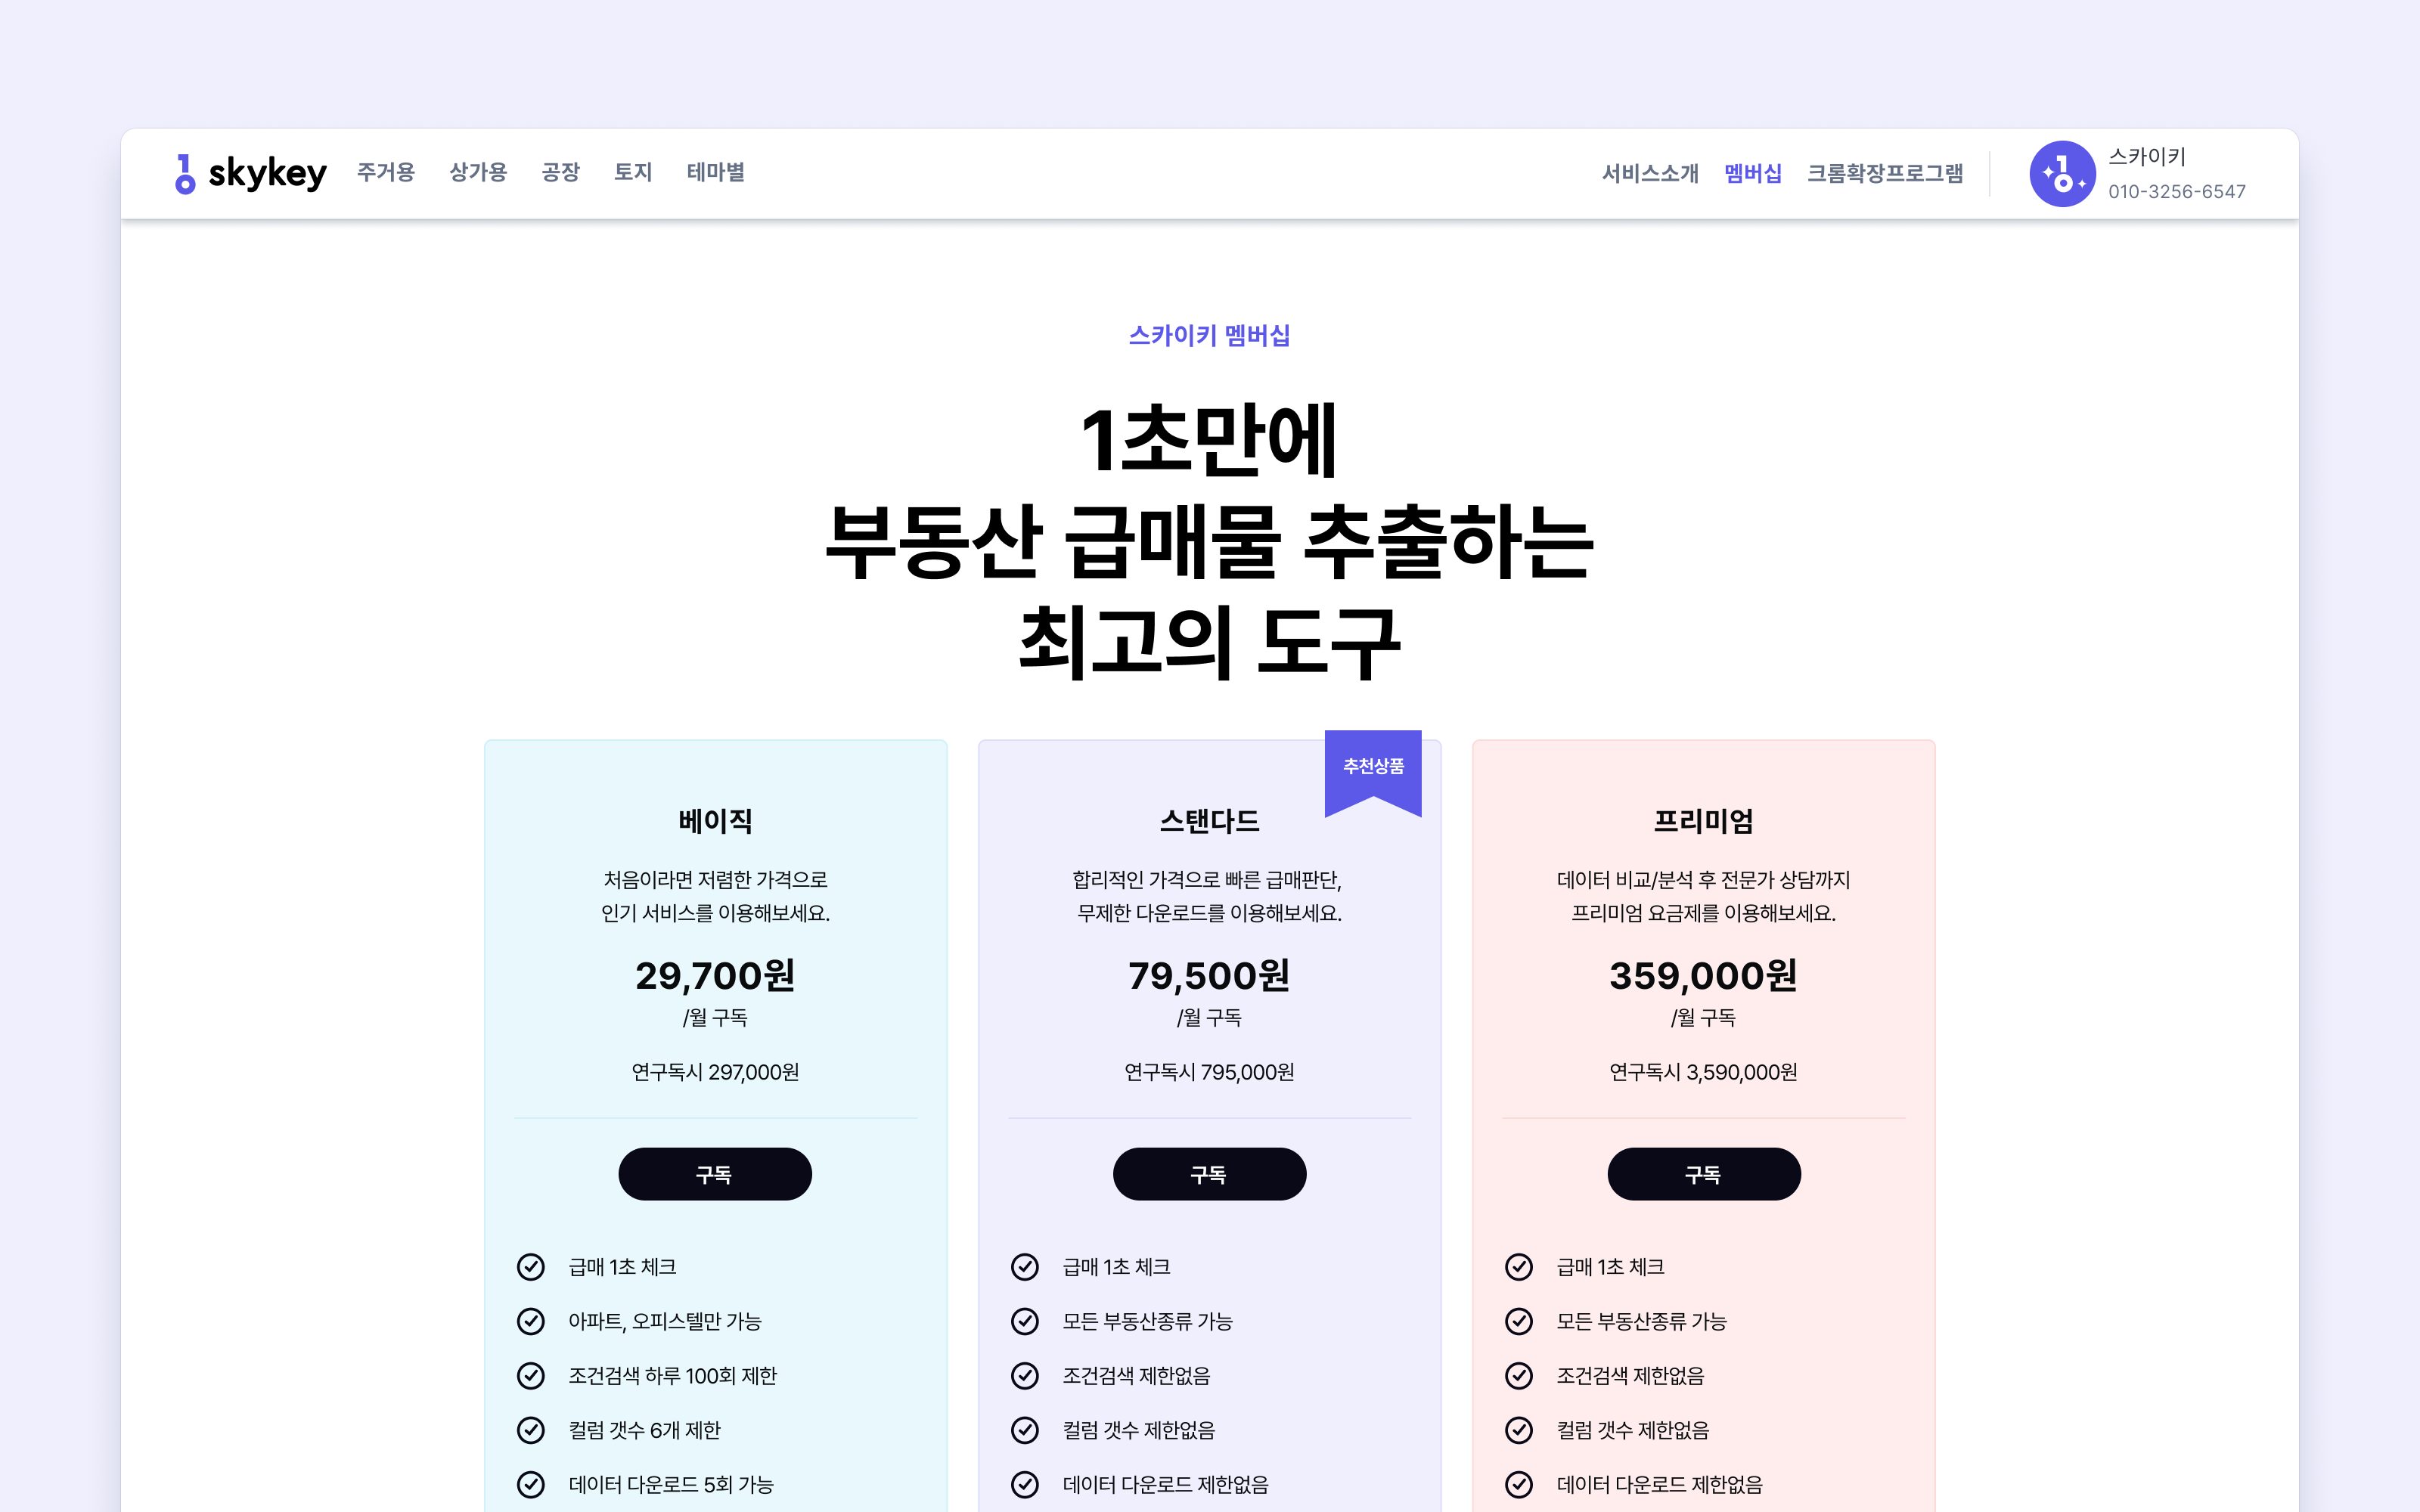 skykey
주거용
상가용
공장
토지
테마별
서비스소개
멤버십
크롬확장프로그램
스카이키
010-3256-6547
스카이키 멤버십
1초만에
부동산 급매물 추출하는
최고의 도구
베이직
처음이라면 저렴한 가격으로
인기 서비스를 이용해보세요.
29,700원
/월 구독
연구독시 297,000원
구독
급매 1초 체크
아파트, 오피스텔만 가능
조건검색 하루 100회 제한
컬럼 갯수 6개 제한
데이터 다운로드 5회 가능
추천상품
스탠다드
합리적인 가격으로 빠른 급매판단,
무제한 다운로드를 이용해보세요.
79,500원
/월 구독
연구독시 795,000원
구독
급매 1초 체크
모든 부동산종류 가능
조건검색 제한없음
컬럼 갯수 제한없음
데이터 다운로드 제한없음
프리미엄
데이터 비교/분석 후 전문가 상담까지
프리미엄 요금제를 이용해보세요.
359,000원
/월 구독
연구독시 3,590,000원
구독
급매 1초 체크
모든 부동산종류 가능
조건검색 제한없음
컬럼 갯수 제한없음
데이터 다운로드 제한없음